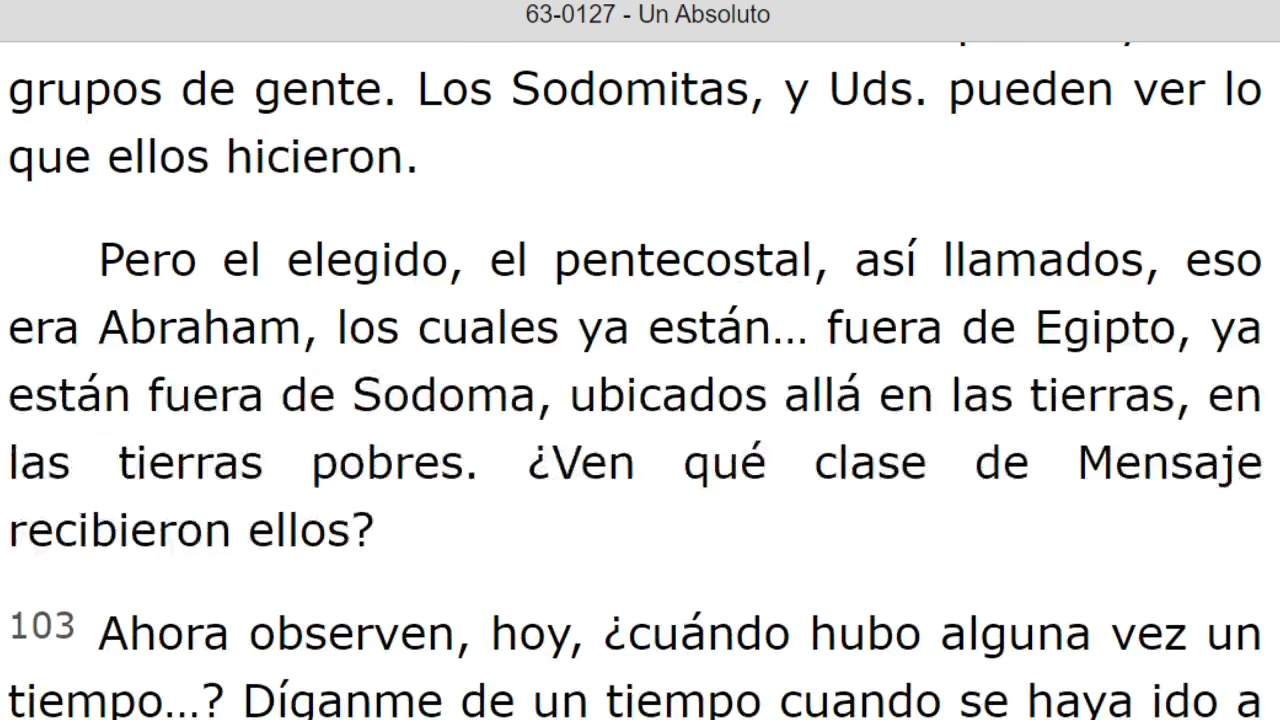 63-0127 - Un Absoluto
grupos de gente. Los Sodomitas, y Uds. pueden ver lo
que ellos hicieron.
Pero el elegido, el pentecostal, así llamados, eso
era Abraham, los cuales ya están... fuera de Egipto, ya
están fuera de Sodoma, ubicados allá en las tierras, en
las tierras pobres. ¿Ven qué clase de Mensaje
recibieron ellos?
103 Ahora observen, hoy, ¿cuándo hubo alguna vez un
tiempo...? Díganme de un tiempo cuando se haya ido a